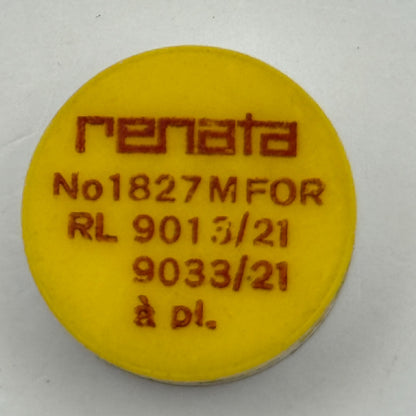 renata
No1827MFOR
RL 9013/21
9033/21
à pl.